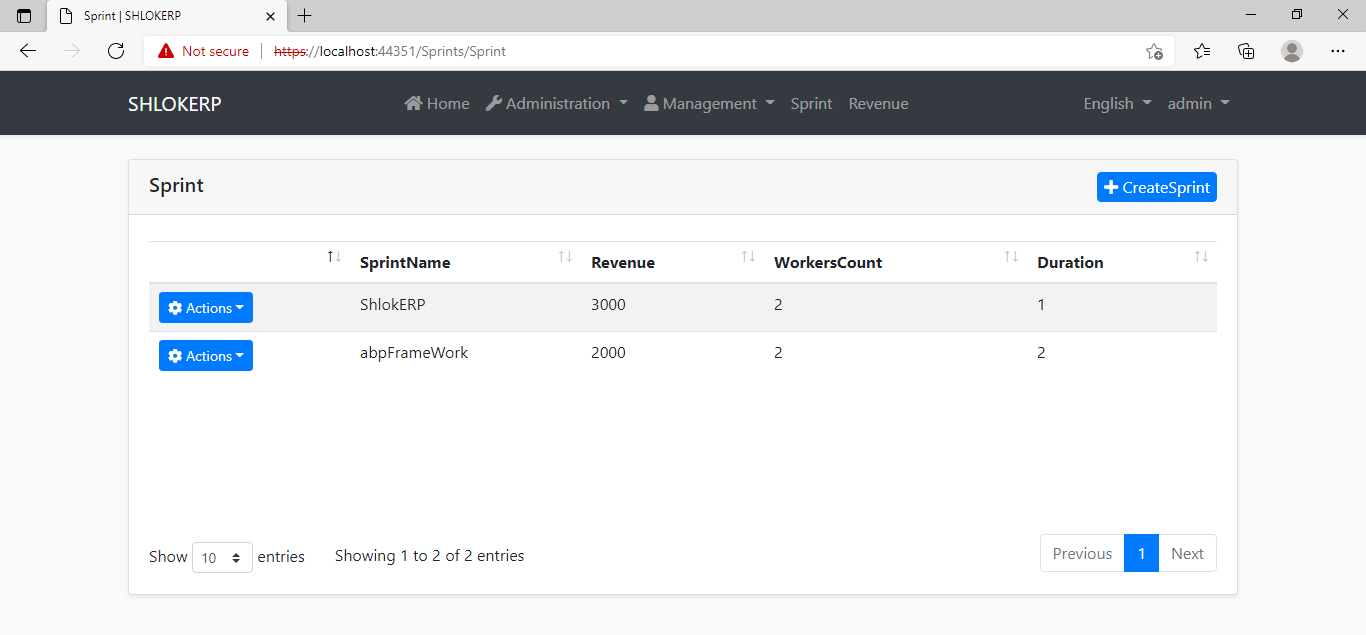 Sprint | SHLOKERP
Not secure https://localhost:44351/Sprints/Sprint
SHLOKERP Home Administration Management Sprint Revenue English admin
Sprint CreateSprint
SprintName Revenue WorkersCount Duration
Actions ShlokERP 3000 2 1
Actions abpFrameWork 2000 2 2
Show 10 entries Showing 1 to 2 of 2 entries Previous 1 Next